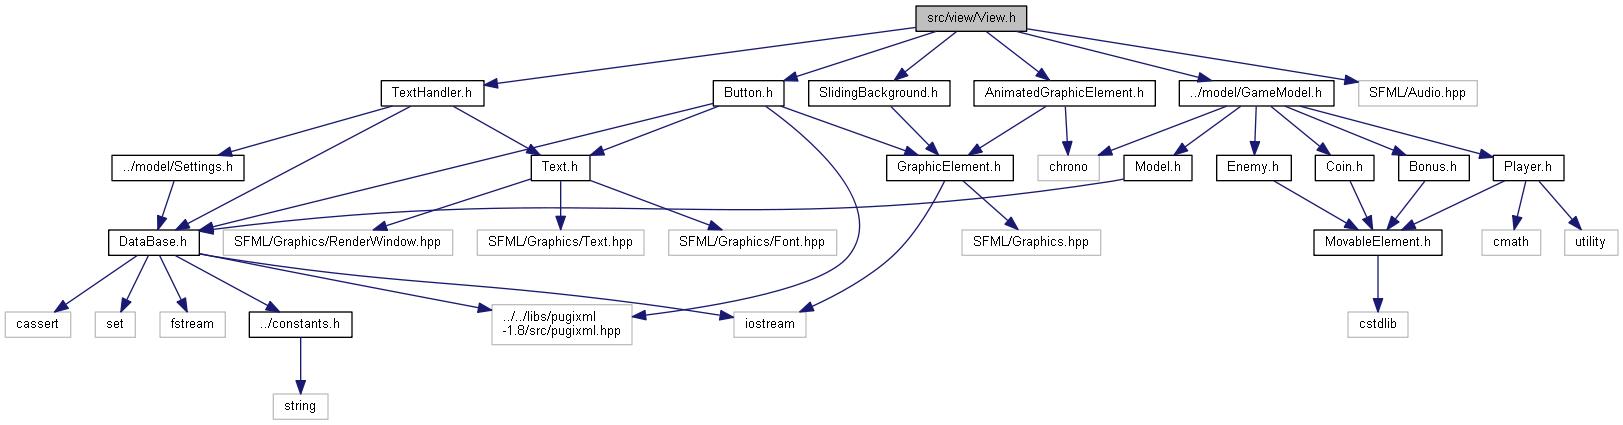 src/view/View.h
TextHandler.h
Button.h
SlidingBackground.h
AnimatedGraphicElement.h
../model/GameModel.h
SFML/Audio.hpp
../model/Settings.h
Text.h
GraphicElement.h
chrono
Model.h
Enemy.h
Coin.h
Bonus.h
Player.h
DataBase.h
SFML/Graphics/RenderWindow.hpp
SFML/Graphics/Text.hpp
SFML/Graphics/Font.hpp
SFML/Graphics.hpp
MovableElement.h
cmath
utility
cassert
set
fstream
../constants.h
../../libs/pugixml
-1.8/src/pugixml.hpp
iostream
cstdlib
string